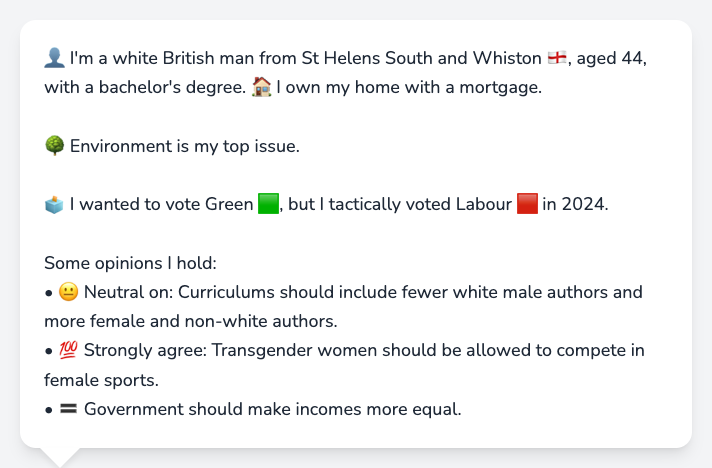 👤 I'm a white British man from St Helens South and Whiston 🏴󠁧󠁢󠁥󠁮󠁧󠁿, aged 44,
with a bachelor's degree. 🏠 I own my home with a mortgage.
🌳 Environment is my top issue.
🗳️ I wanted to vote Green 🟩, but I tactically voted Labour 🟥 in 2024.
Some opinions I hold:
• 😐 Neutral on: Curriculums should include fewer white male authors and
more female and non-white authors.
• 💯 Strongly agree: Transgender women should be allowed to compete in
female sports.
• 🟰 Government should make incomes more equal.